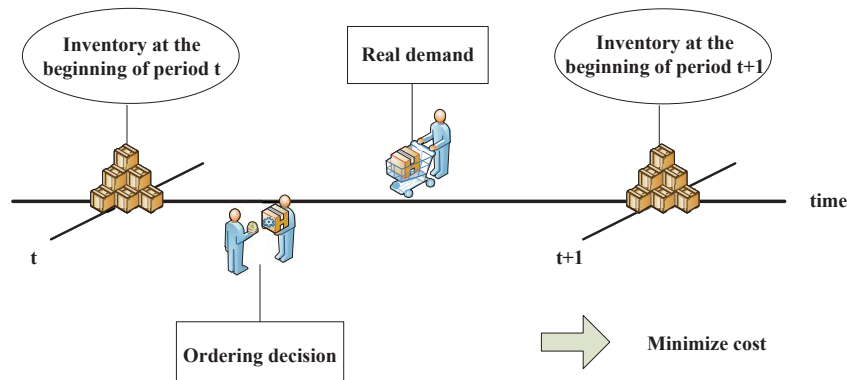 Inventory at the
beginning of period t
Real demand
Inventory at the
beginning of period t+1
time
t
t+1
Ordering decision
Minimize cost